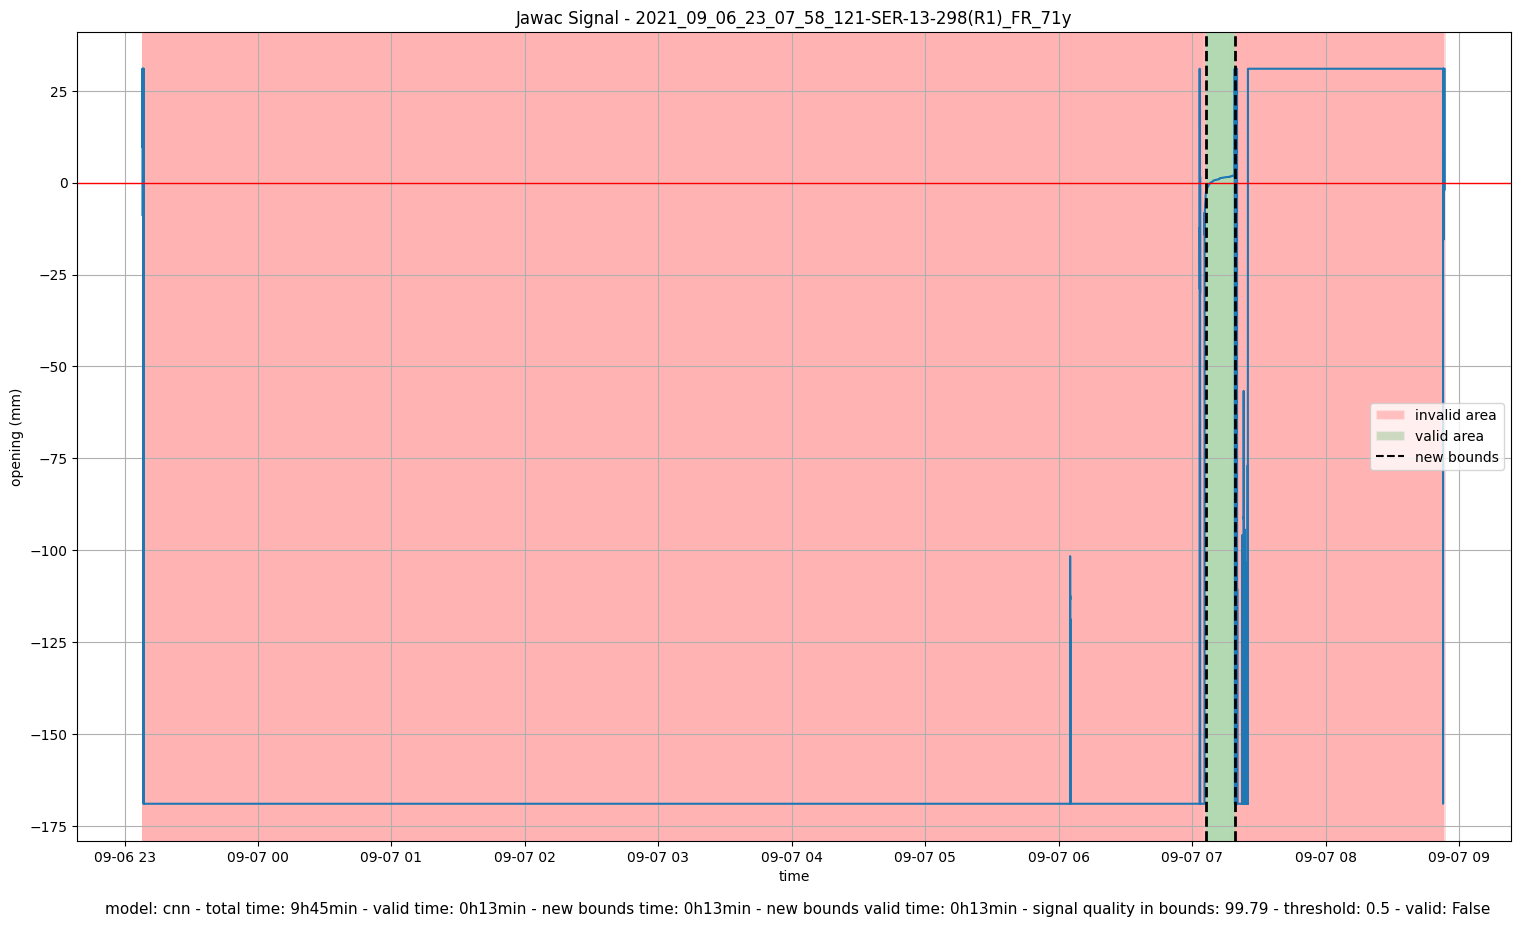 Jawac Signal - 2021_09_06_23_07_58_121-SER-13-298(R1)_FR_71y
opening (mm)
25
0
−25
−50
−75
−100
−125
−150
−175
invalid area
valid area
new bounds
09-06 23
09-07 00
09-07 01
09-07 02
09-07 03
09-07 04
09-07 05
09-07 06
09-07 07
09-07 08
09-07 09
time
model: cnn - total time: 9h45min - valid time: 0h13min - new bounds time: 0h13min - new bounds valid time: 0h13min - signal quality in bounds: 99.79 - threshold: 0.5 - valid: False